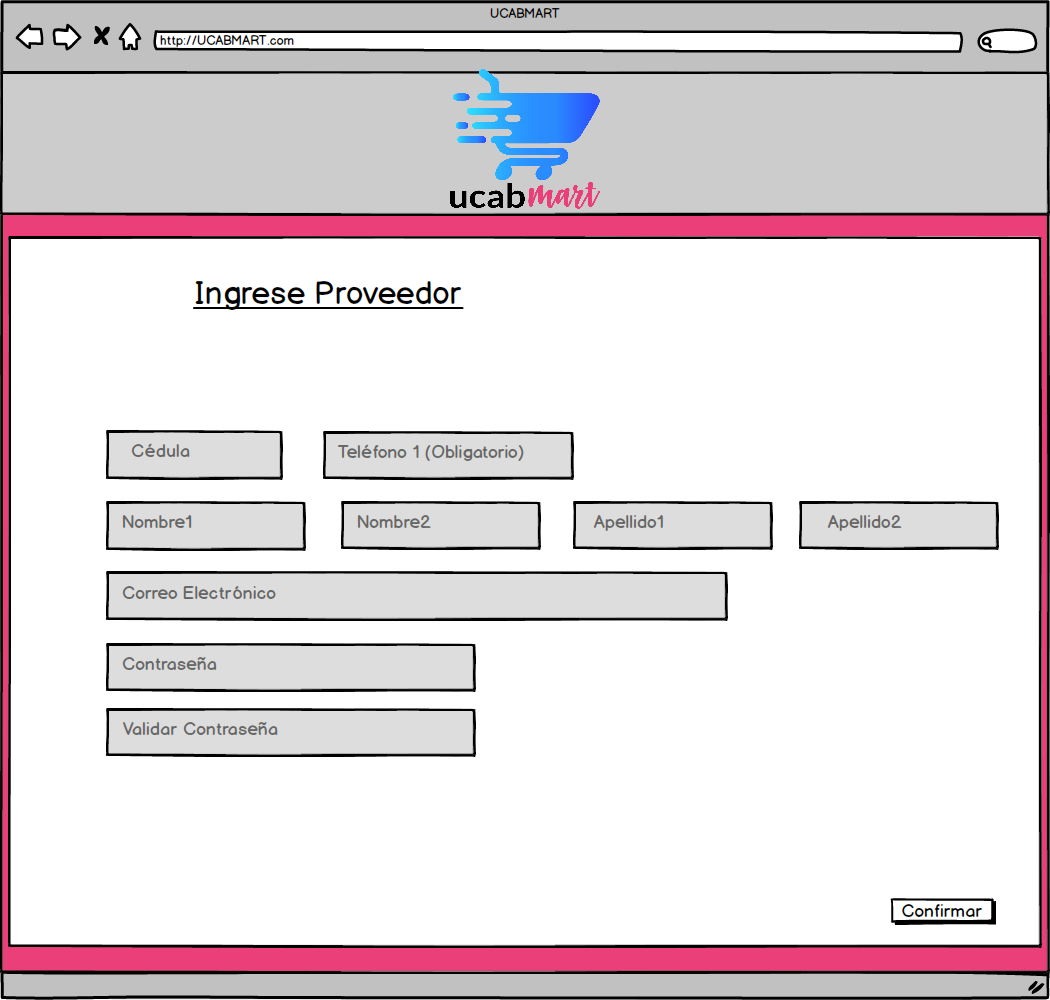 UCABMART
http://UCABMART.com
ucabmart
Ingrese Proveedor
Cédula Teléfono 1 (Obligatorio)
Nombre1 Nombre2 Apellido1 Apellido2
Correo Electrónico
Contraseña
Validar Contraseña
Confirmar